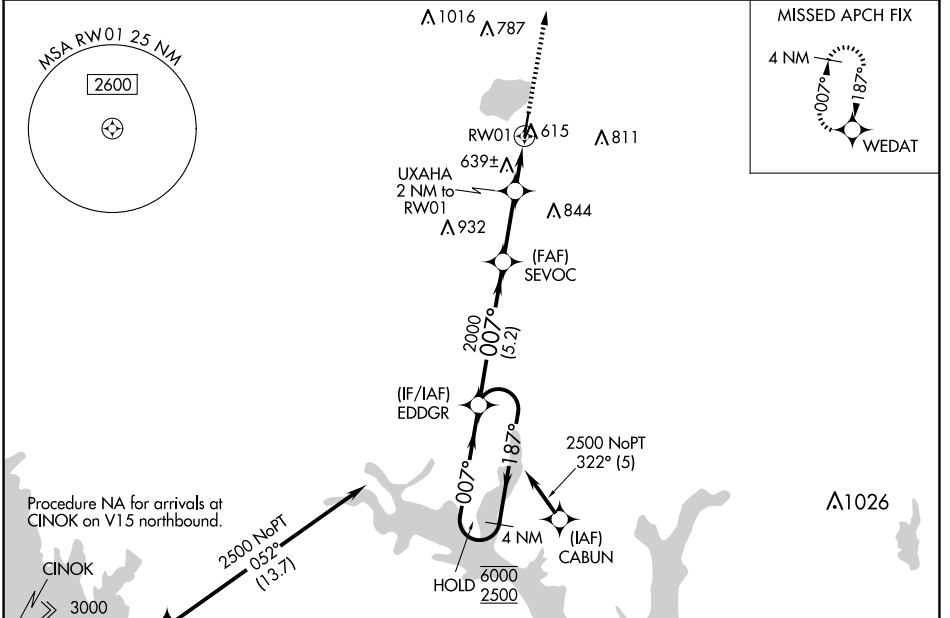 MSA RW01 25 NM
2600
1016
787
MISSED APCH FIX
4 NM
007°
187°
WEDAT
RW01
615
811
639±
UXAHA
2 NM to
RW01
844
932
(FAF)
SEVOC
2000
007°
(5.2)
(IF/IAF)
EDDGR
187°
007°
2500 NoPT
322° (5)
1026
4 NM
(IAF)
CABUN
HOLD
6000
2500
Procedure NA for arrivals at
CINOK on V15 northbound.
2500 NoPT
052°
(13.7)
CINOK
3000